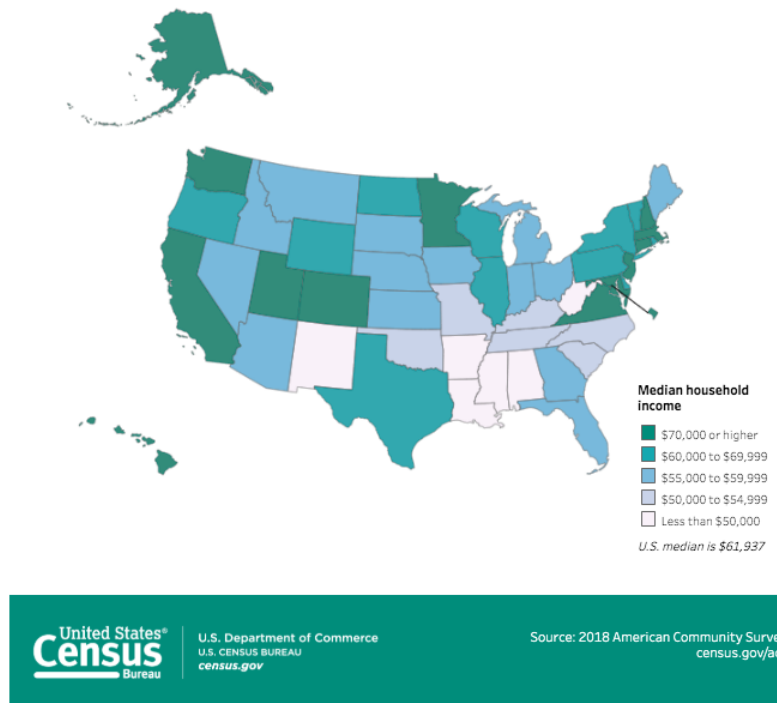 Median household
income
$70,000 or higher
$60,000 to $69,999
$55,000 to $59,999
$50,000 to $54,999
Less than $50,000
U.S. median is $61,937
United States®
Census
Bureau
U.S. Department of Commerce
U.S. CENSUS BUREAU
census.gov
Source: 2018 American Community Surve
census.gov/ac